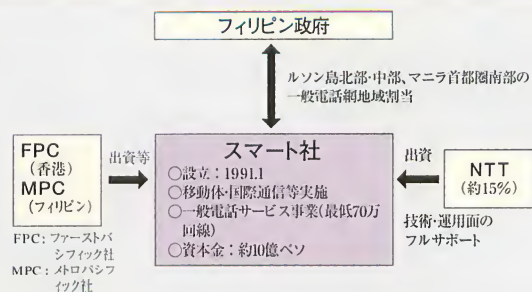 フィリピン政府
ルソン島北部・中部、マニラ首都圏南部の
一般電話網地域割当
FPC
(香港)
MPC
(フィリピン)
出資等
スマート社
○設立：1991.1
○移動体・国際通信等実施
○一般電話サービス事業(最低70万
回線)
○資本金：約10億ペソ
出資
NTT
(約15%)
技術・運用面の
フルサポート
FPC：ファーストパ
シフィック社
MPC：メトロパシフ
ィック社